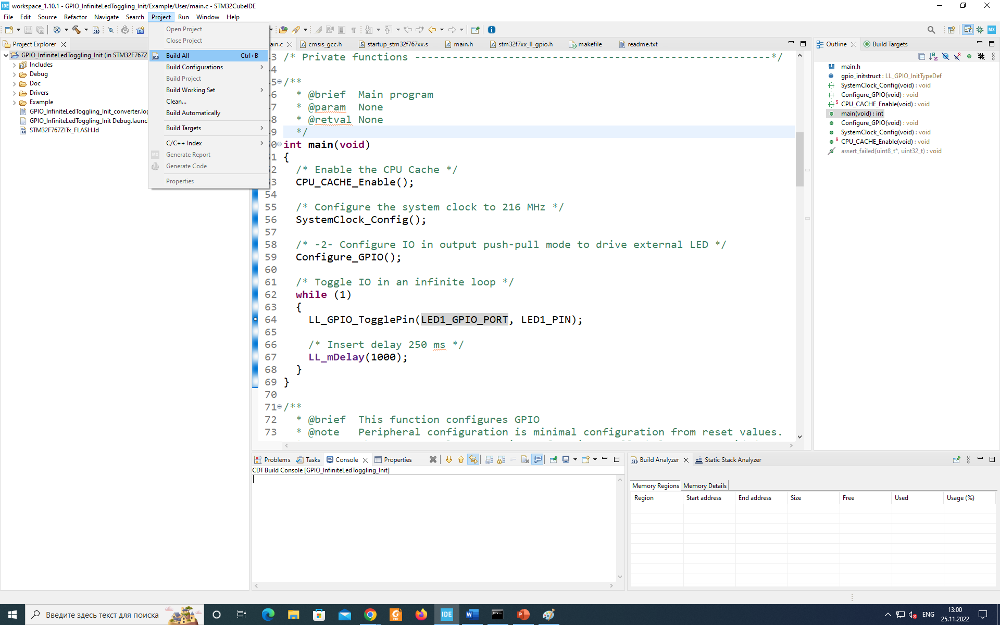 workspace_1.10.1 - GPIO_InfiniteLedToggling_Init/Example/User/main.c - STM32CubeIDE
File Edit Source Refactor Navigate Search Project Run Window Help
Project Explorer
GPIO_InfiniteLedToggling_Init (in STM32F767Z
Includes
Debug
Doc
Drivers
Example
GPIO_InfiniteLedToggling_Init_converter.log
GPIO_InfiniteLedToggling_Init Debug.launc
STM32F767ZITx_FLASH.ld
Open Project
Close Project
Build All Ctrl+B
Build Configurations
Build Project
Build Working Set
Clean...
Build Automatically
Build Targets
C/C++ Index
Generate Report
Generate Code
Properties
ain.c cmsis_gcc.h startup_stm32f767xx.s main.h stm32f7xx_ll_gpio.h makefile readme.txt
3 /* Private functions ---------------------------------------------------------*/
4
5 /**
6 * @brief Main program
7 * @param None
8 * @retval None
9 */
0 int main(void)
1 {
2 /* Enable the CPU Cache */
3 CPU_CACHE_Enable();
54
55 /* Configure the system clock to 216 MHz */
56 SystemClock_Config();
57
58 /* -2- Configure IO in output push-pull mode to drive external LED */
59 Configure_GPIO();
60
61 /* Toggle IO in an infinite loop */
62 while (1)
63 {
64 LL_GPIO_TogglePin(LED1_GPIO_PORT, LED1_PIN);
65
66 /* Insert delay 250 ms */
67 LL_mDelay(1000);
68 }
69 }
70
71 /**
72 * @brief This function configures GPIO
73 * @note Peripheral configuration is minimal configuration from reset values.
Outline Build Targets
main.h
gpio_initstruct : LL_GPIO_InitTypeDef
SystemClock_Config(void) : void
Configure_GPIO(void) : void
CPU_CACHE_Enable(void) : void
main(void) : int
Configure_GPIO(void) : void
SystemClock_Config(void) : void
CPU_CACHE_Enable(void) : void
assert_failed(uint8_t*, uint32_t) : void
Problems Tasks Console Properties
CDT Build Console [GPIO_InfiniteLedToggling_Init]
Build Analyzer Static Stack Analyzer
Memory Regions Memory Details
Region Start address End address Size Free Used Usage (%)
Введите здесь текст для поиска
IDE
ENG
13:00
25.11.2022